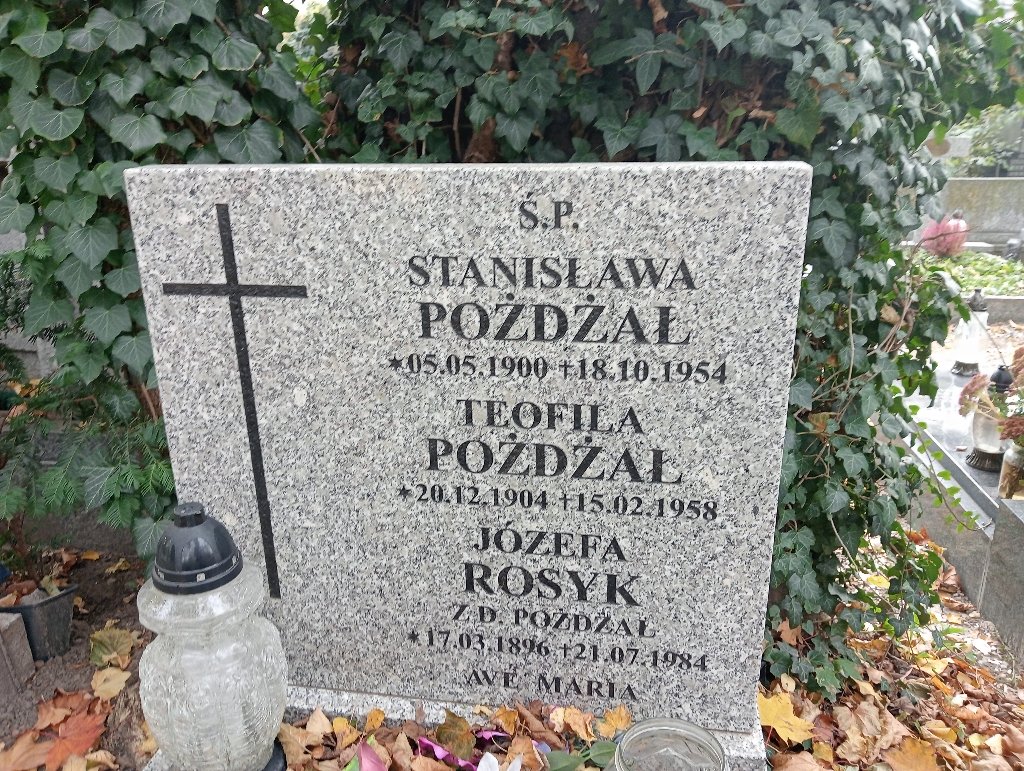 Ś.P.
STANISŁAWA
POŻDŻAŁ
*05.05.1900 +18.10.1954
TEOFILA
POŻDŻAŁ
*20.12.1904 +15.02.1958
JÓZEFA
ROSYK
Z D. POŻDŻAŁ
*17.03.1896 +21.07.1984
AVE MARIA